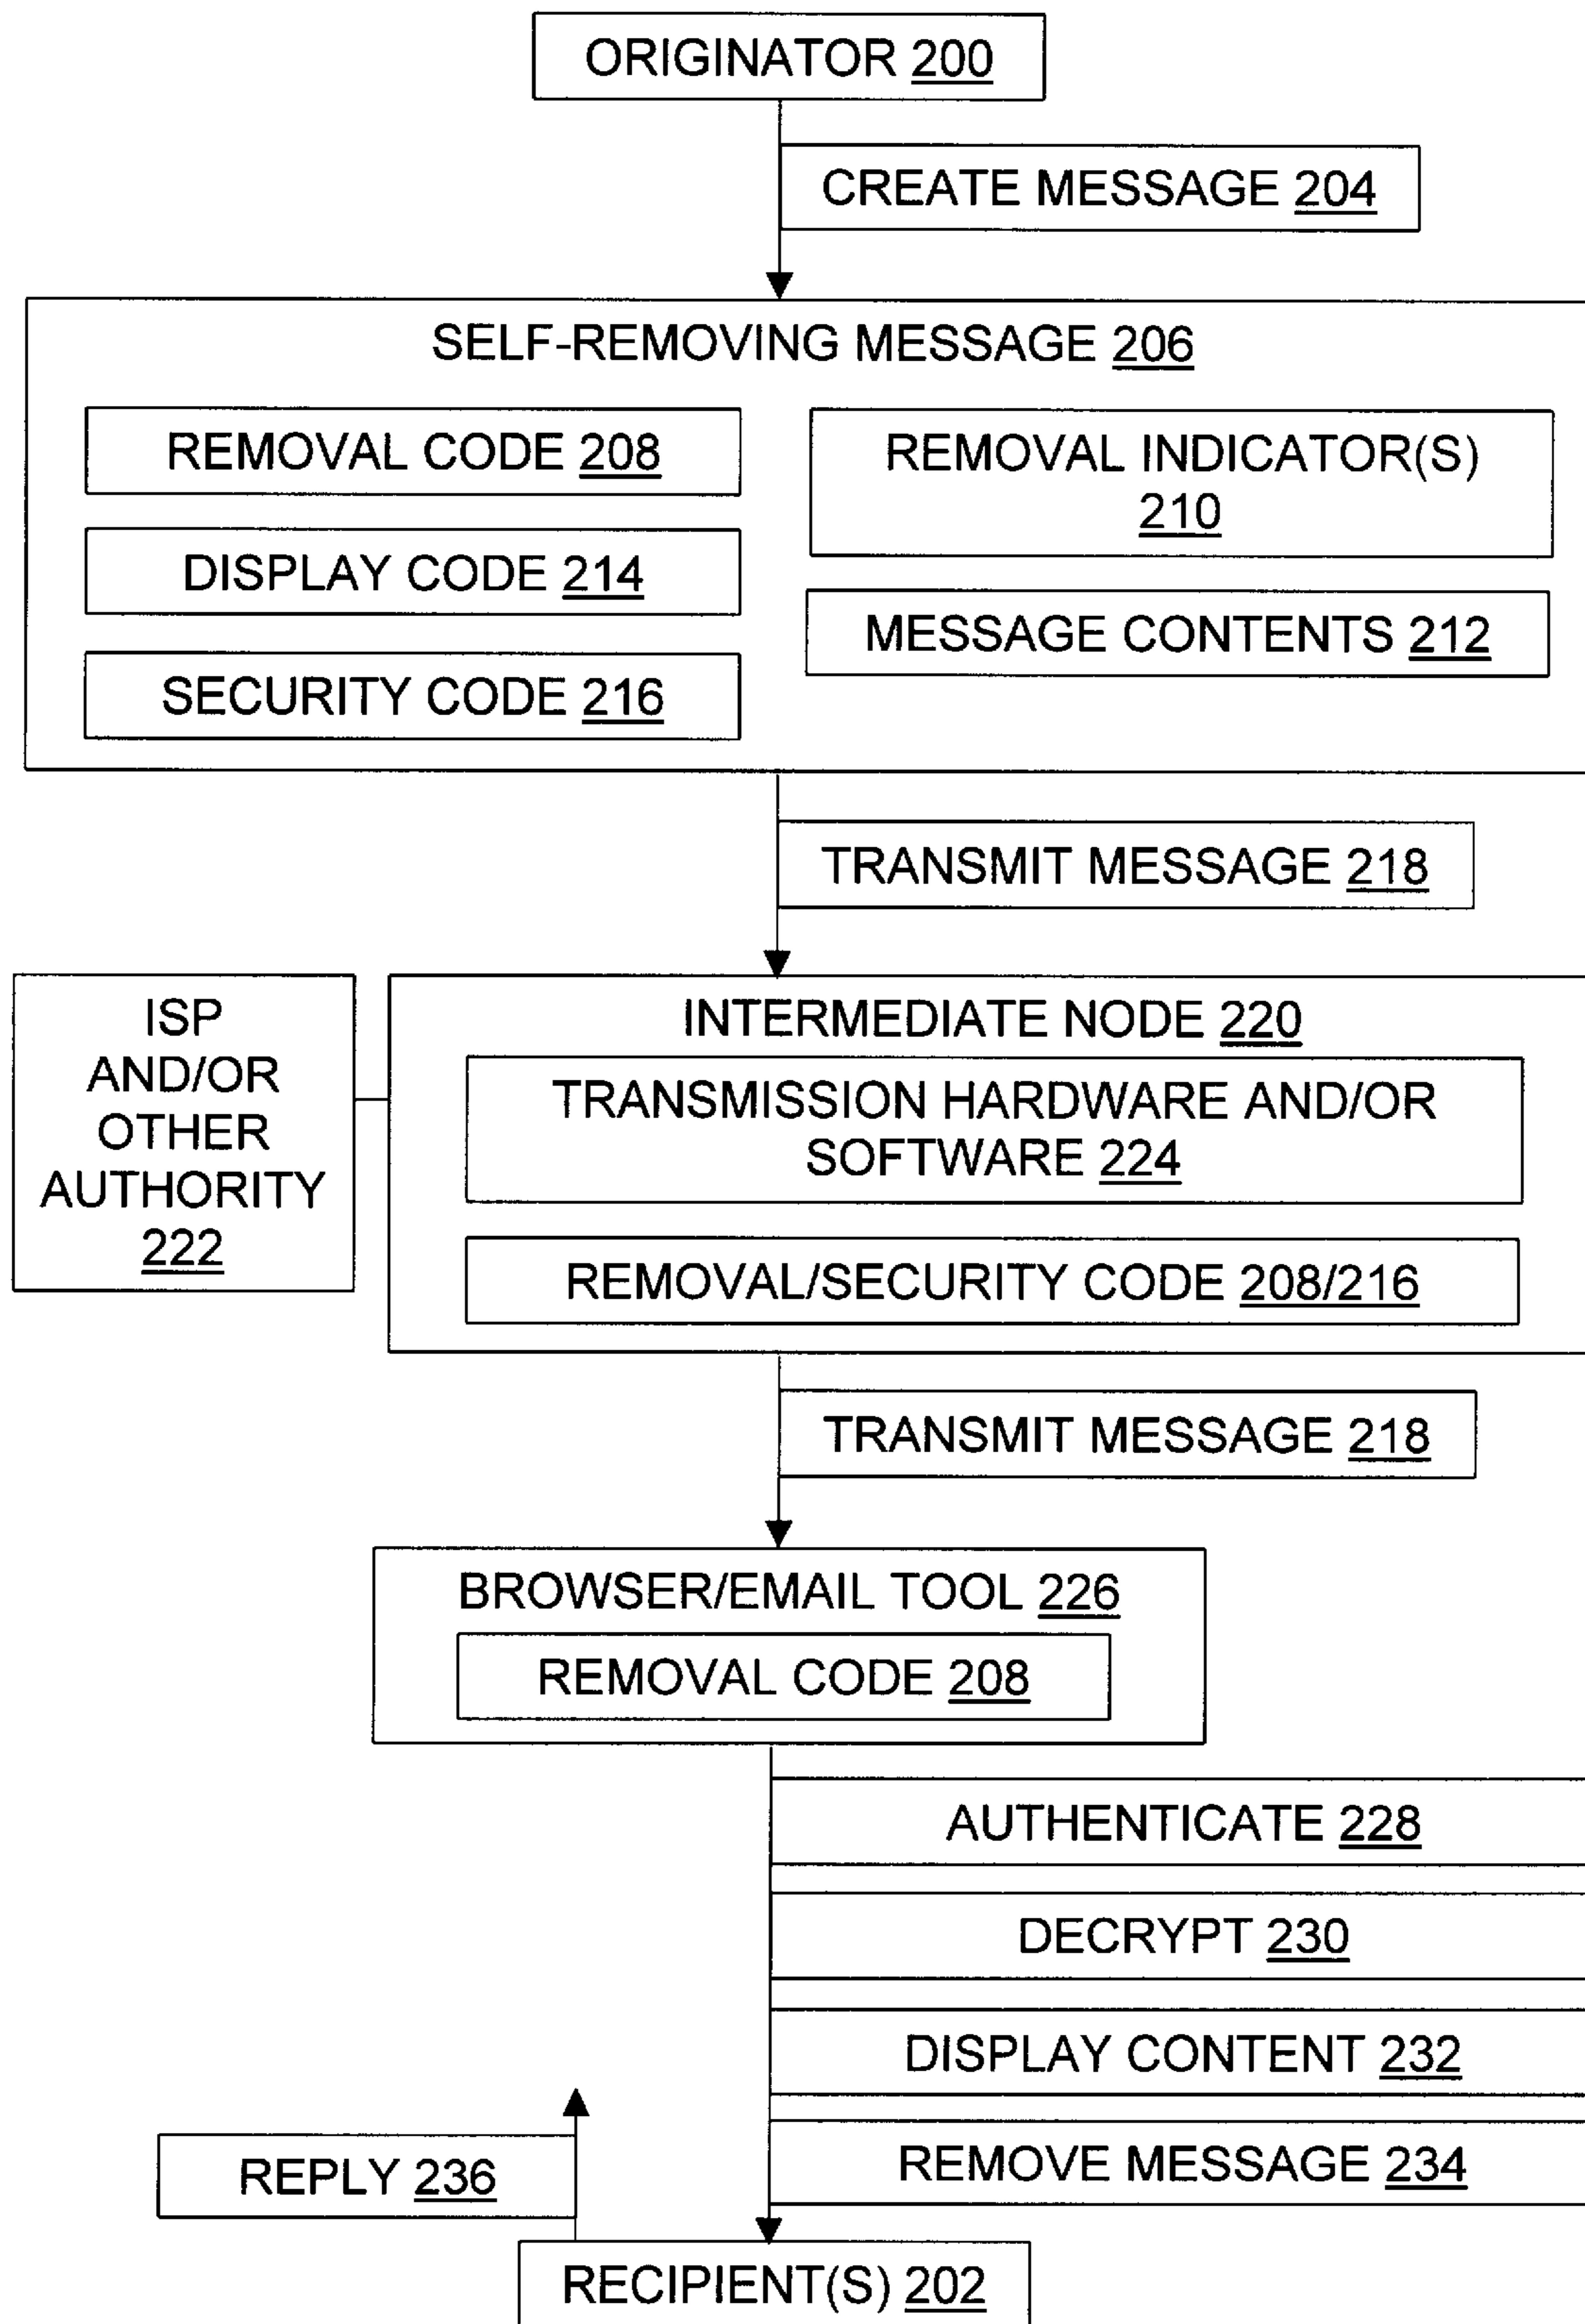 ORIGINATOR 200
CREATE MESSAGE 204
SELF-REMOVING MESSAGE 206
REMOVAL CODE 208
REMOVAL INDICATOR(S)
210
DISPLAY CODE 214
MESSAGE CONTENTS 212
SECURITY CODE 216
TRANSMIT MESSAGE 218
ISP
AND/OR
OTHER
AUTHORITY
222
INTERMEDIATE NODE 220
TRANSMISSION HARDWARE AND/OR
SOFTWARE 224
REMOVAL/SECURITY CODE 208/216
TRANSMIT MESSAGE 218
BROWSER/EMAIL TOOL 226
REMOVAL CODE 208
AUTHENTICATE 228
DECRYPT 230
DISPLAY CONTENT 232
REMOVE MESSAGE 234
REPLY 236
RECIPIENT(S) 202